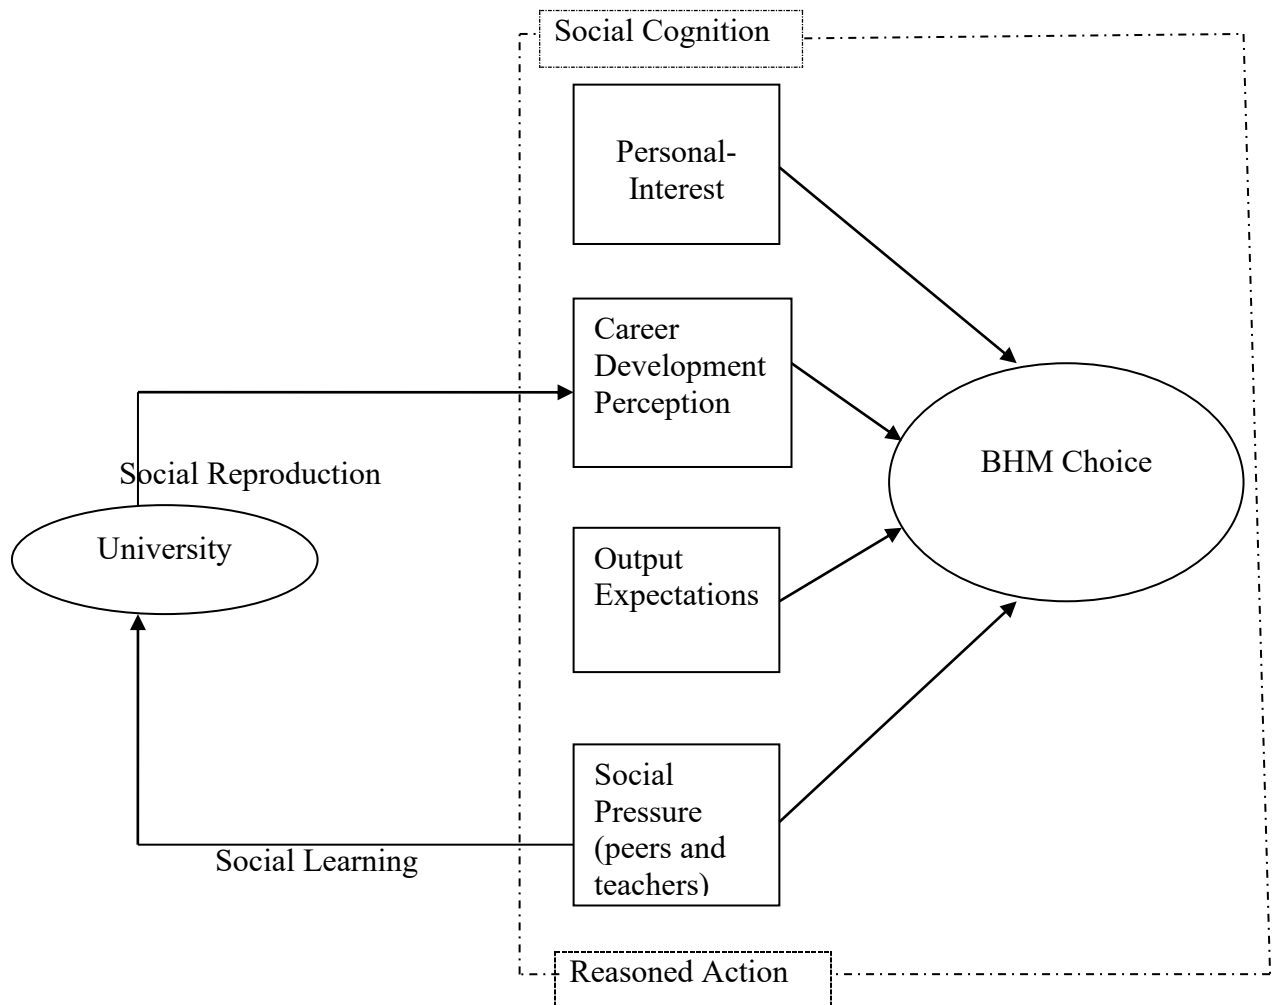 Social Cognition
Personal-
Interest
Career
Development
Perception
BHM Choice
Social Reproduction
University
Output
Expectations
Social
Pressure
(peers and
teachers)
Social Learning
Reasoned Action